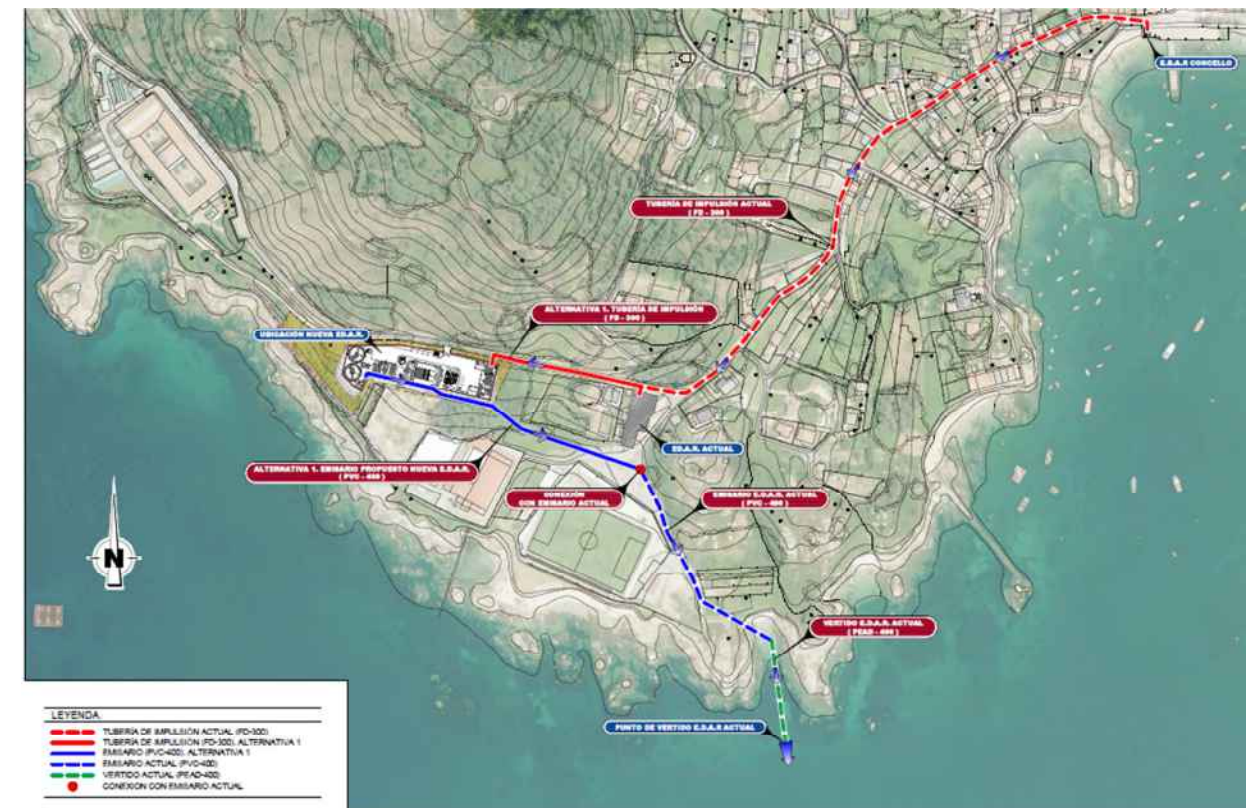 E.B.A.R CONCELLO
TUBERÍA DE IMPULSIÓN ACTUAL
( FD - 300 )
ALTERNATIVA 1. TUBERÍA DE IMPULSIÓN
( FD - 300 )
UBICACIÓN NUEVA E.D.A.R.
E.D.A.R. ACTUAL
ALTERNATIVA 1. EMISARIO PROPUESTO NUEVA E.D.A.R.
( PVC - 400 )
CONEXIÓN
CON EMISARIO ACTUAL
EMISARIO E.D.A.R. ACTUAL
( PVC - 400 )
N
VERTIDO E.D.A.R. ACTUAL
( PEAD - 400 )
PUNTO DE VERTIDO E.D.A.R ACTUAL
LEYENDA
TUBERÍA DE IMPULSIÓN ACTUAL (FD-300)
TUBERÍA DE IMPULSIÓN (FD-300). ALTERNATIVA 1
EMISARIO (PVC-400). ALTERNATIVA 1
EMISARIO ACTUAL (PVC-400)
VERTIDO ACTUAL (PEAD-400)
CONEXION CON EMISARIO ACTUAL